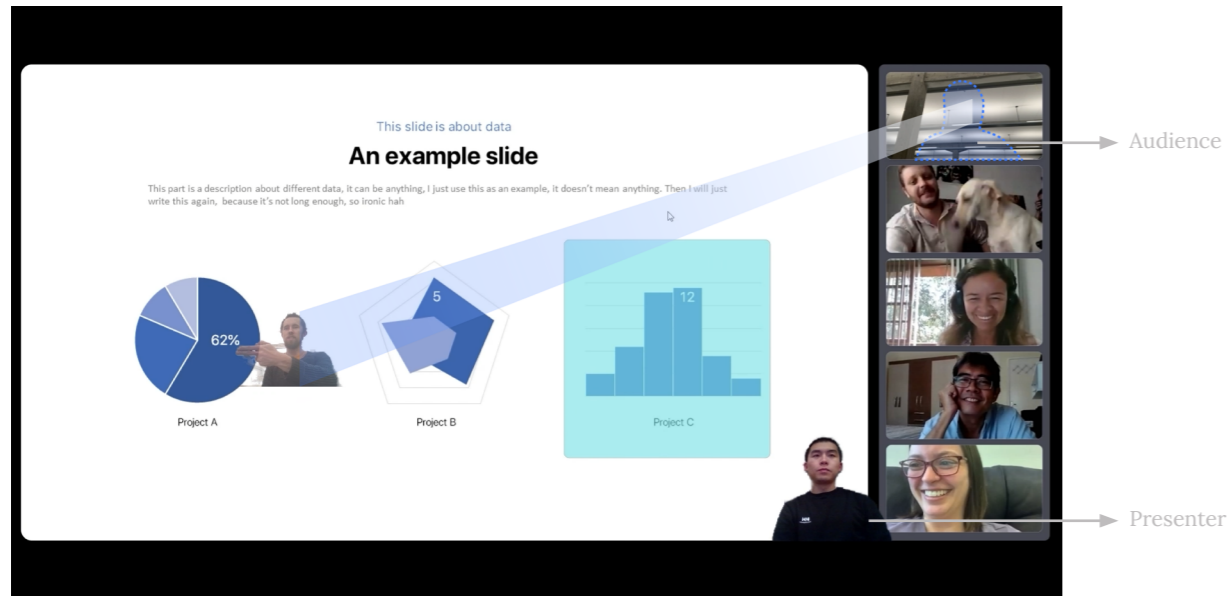 This slide is about data
An example slide
This part is a description about different data, it can be anything, I just use this as an example, it doesn't mean anything. Then I will just
write this again, because it's not long enough, so ironic hah
62%
5
12
Project A
Project B
Project C
Audience
Presenter